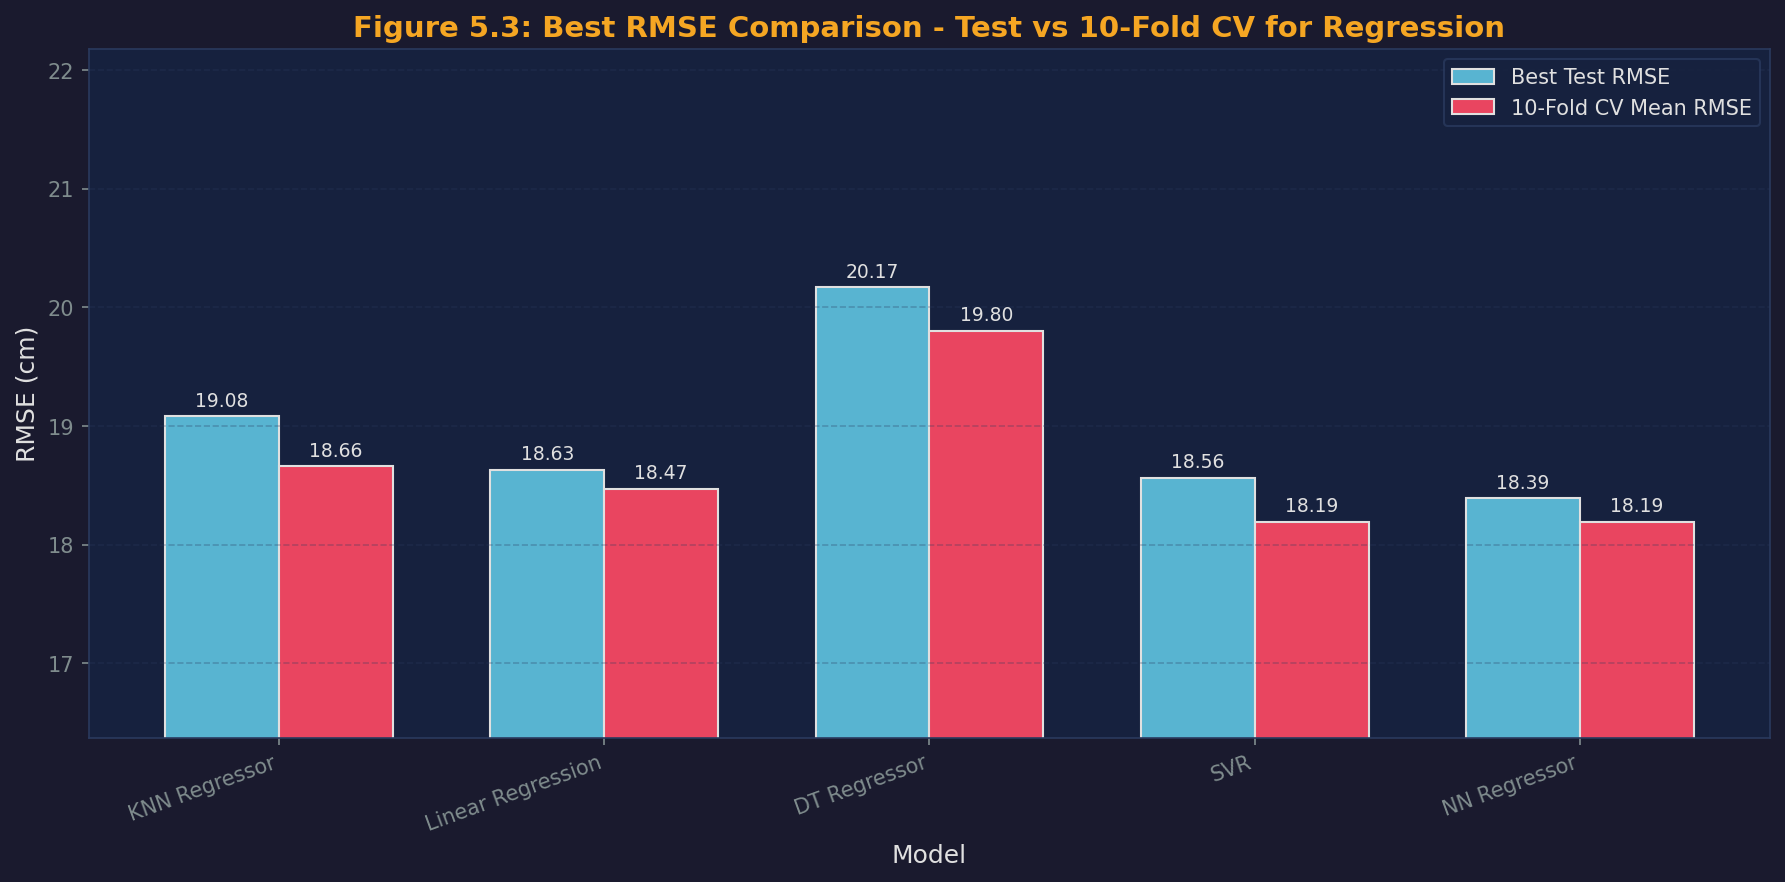 Figure 5.3: Best RMSE Comparison - Test vs 10-Fold CV for Regression
Best Test RMSE
10-Fold CV Mean RMSE
RMSE (cm)
22
21
20
19
18
17
19.08
18.66
18.63
18.47
20.17
19.80
18.56
18.19
18.39
18.19
KNN Regressor
Linear Regression
DT Regressor
SVR
NN Regressor
Model